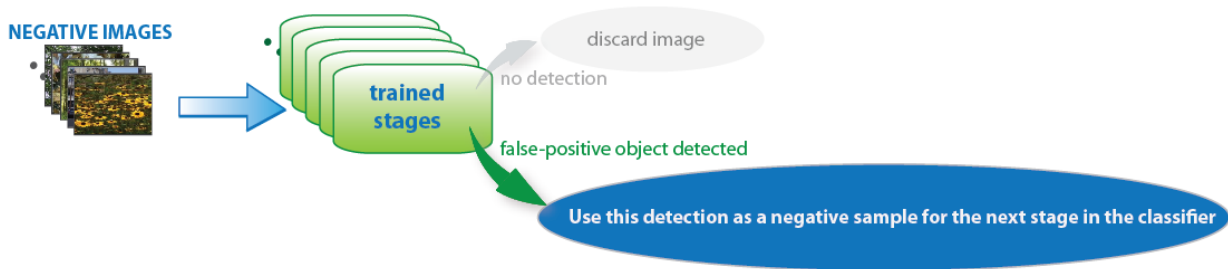 NEGATIVE IMAGES
discard image
no detection
trained
stages
false-positive object detected
Use this detection as a negative sample for the next stage in the classifier